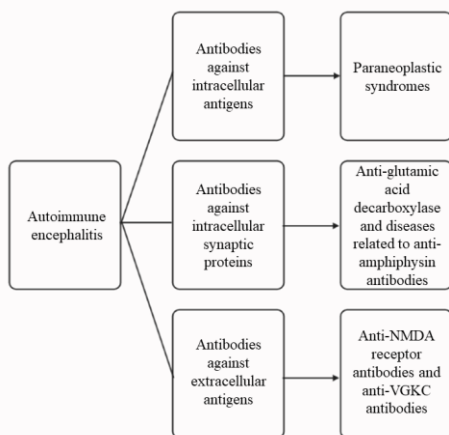 Autoimmune
encephalitis
Antibodies
against
intracellular
antigens
Paraneoplastic
syndromes
Antibodies
against
intracellular
synaptic
proteins
Anti-glutamic
acid
decarboxylase
and diseases
related to anti-
amphiphysin
antibodies
Antibodies
against
extracellular
antigens
Anti-NMDA
receptor
antibodies and
anti-VGKC
antibodies